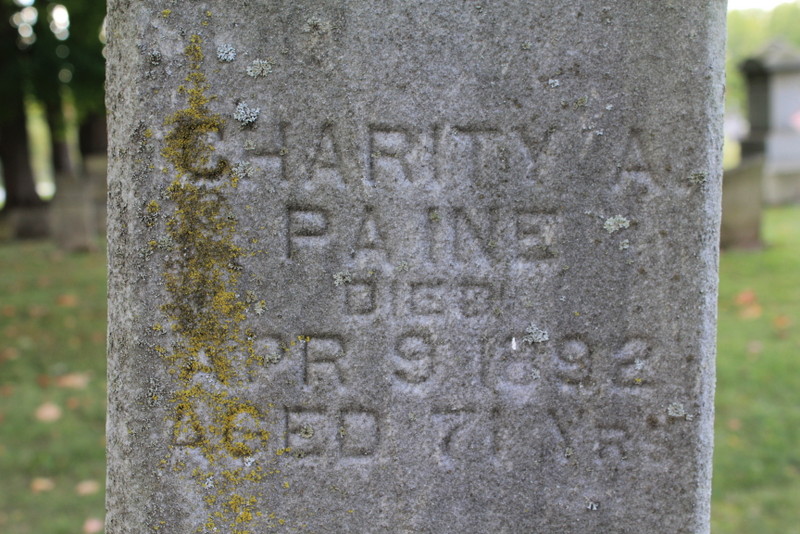 CHARITY A.
PAINE
DIED
APR 9 1892
AGED 71 Yrs